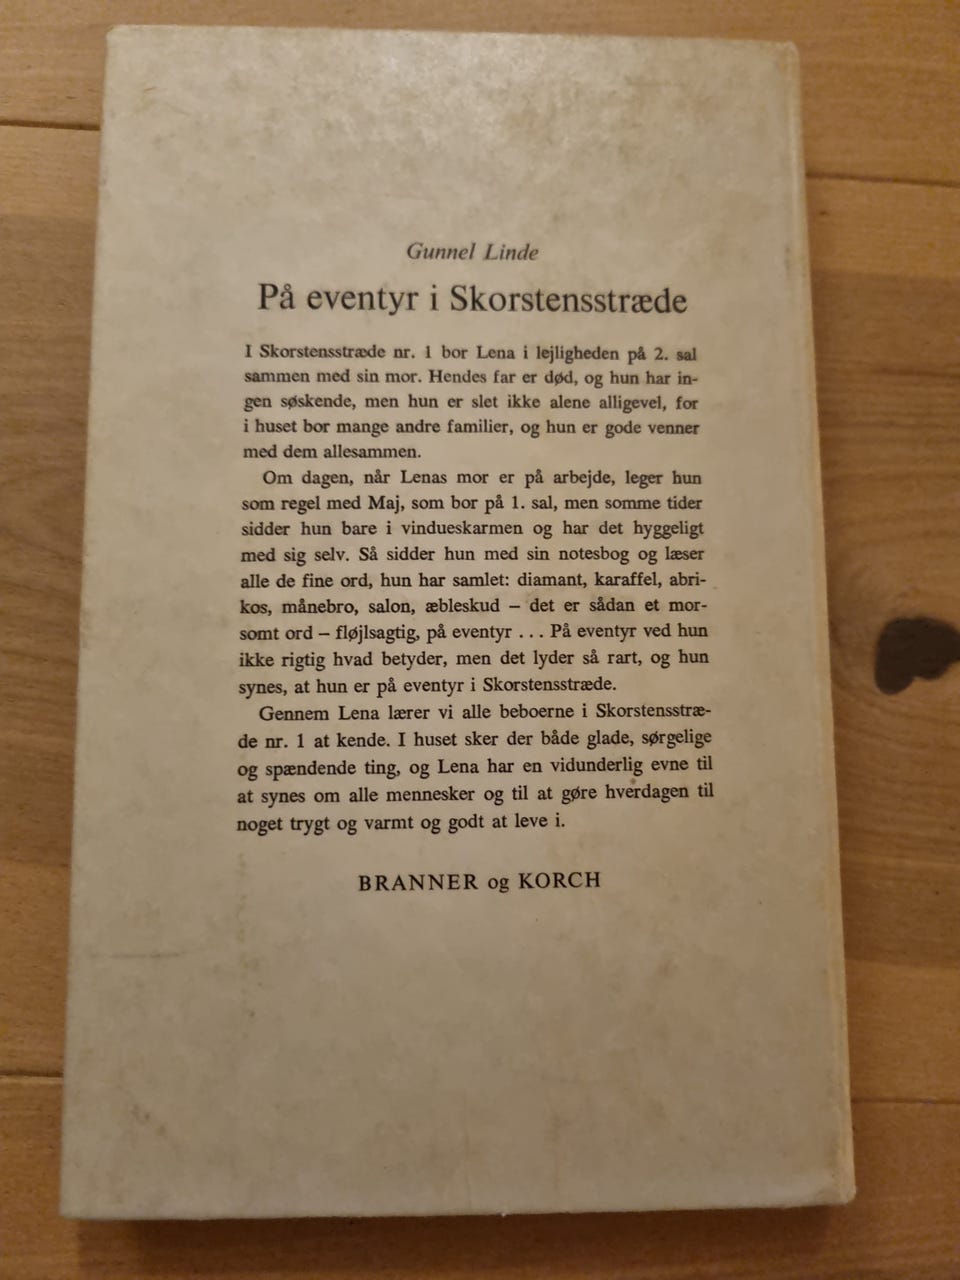 Gunnel Linde
På eventyr i Skorstensstræde
I Skorstensstræde nr. 1 bor Lena i lejligheden på 2. sal
sammen med sin mor. Hendes far er død, og hun har in-
gen søskende, men hun er slet ikke alene alligevel, for
i huset bor mange andre familier, og hun er gode venner
med dem allesammen.
Om dagen, når Lenas mor er på arbejde, leger hun
som regel med Maj, som bor på 1. sal, men somme tider
sidder hun bare i vindueskarmen og har det hyggeligt
med sig selv. Så sidder hun med sin notesbog og læser
alle de fine ord, hun har samlet: diamant, karaffel, abri-
kos, månebro, salon, æbleskud – det er sådan et mor-
somt ord – fløjlsagtig, på eventyr . . . På eventyr ved hun
ikke rigtig hvad betyder, men det lyder så rart, og hun
synes, at hun er på eventyr i Skorstensstræde.
Gennem Lena lærer vi alle beboerne i Skorstensstræ-
de nr. 1 at kende. I huset sker der både glade, sørgelige
og spændende ting, og Lena har en vidunderlig evne til
at synes om alle mennesker og til at gøre hverdagen til
noget trygt og varmt og godt at leve i.
BRANNER og KORCH